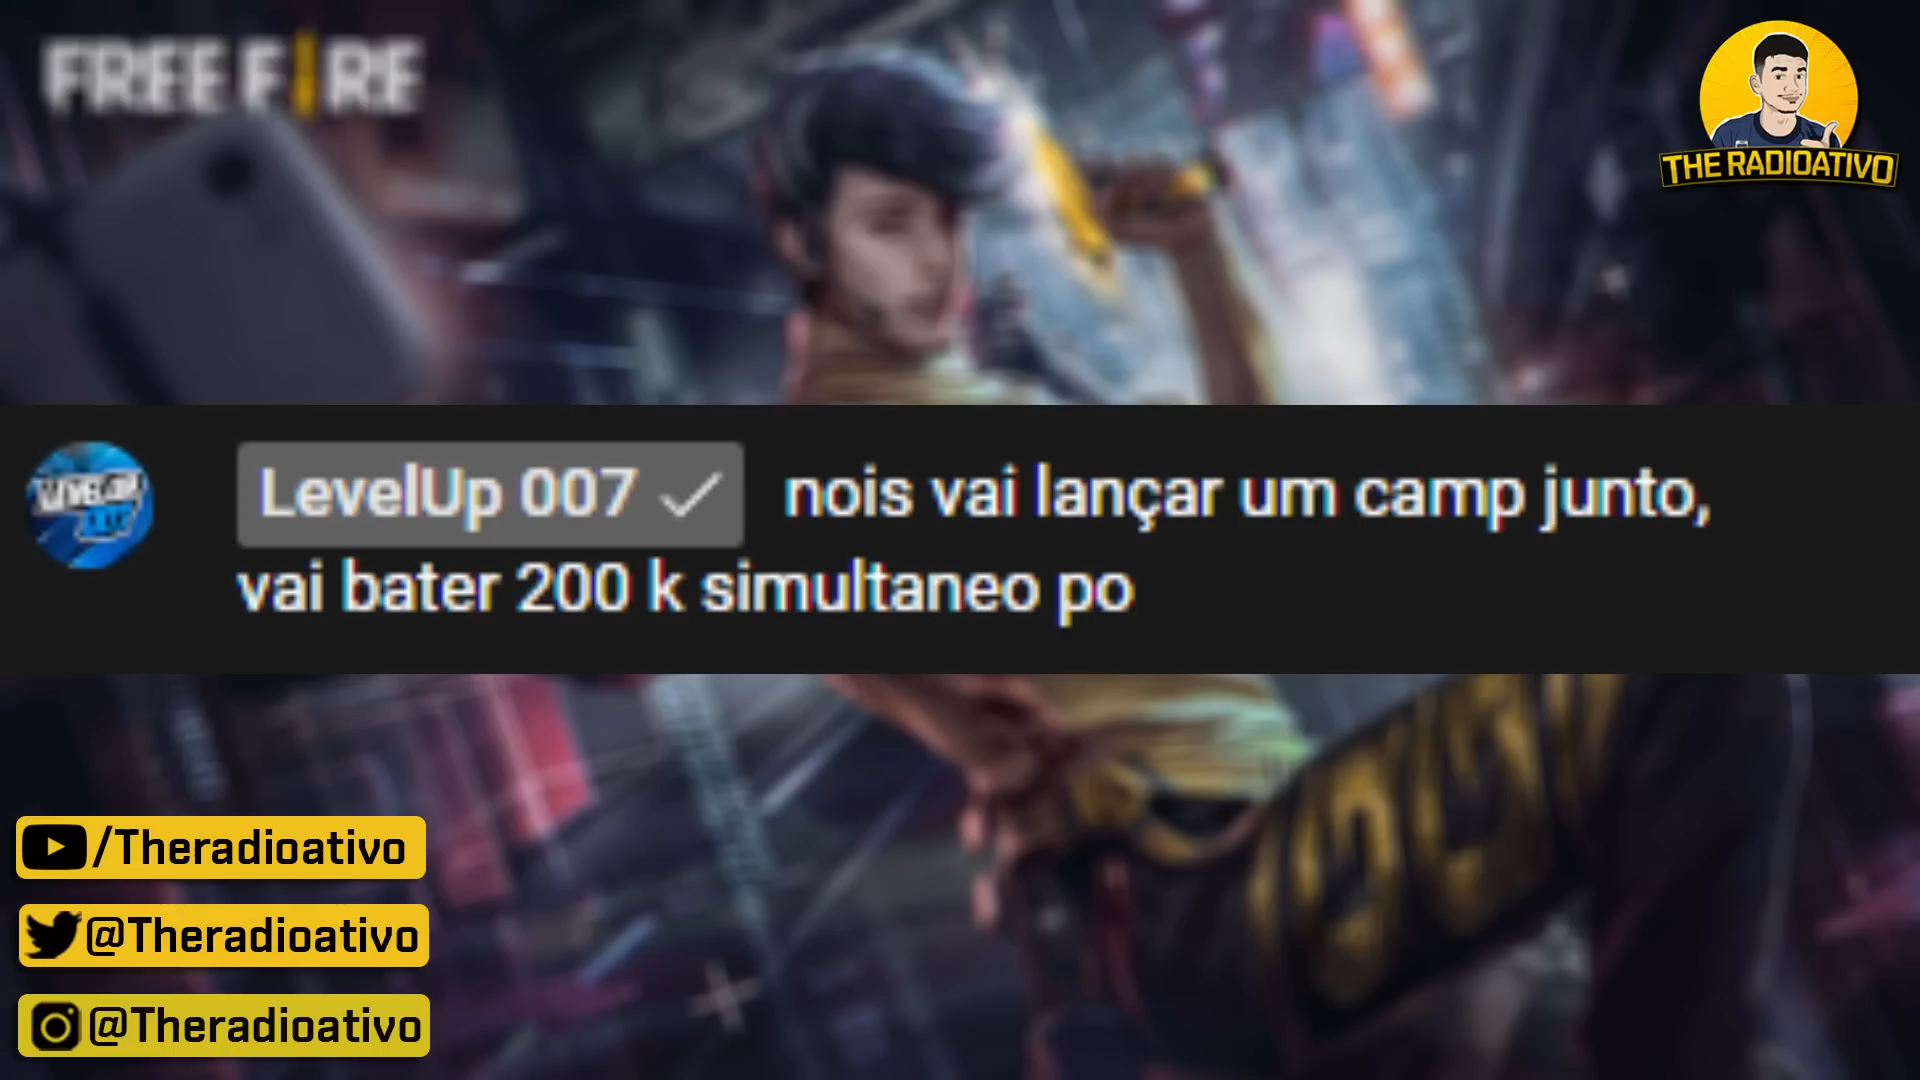 FREE FIRE
THE RADIOATIVO
LevelUp 007 nois vai lançar um camp junto,
vai bater 200 k simultaneo po
/Theradioativo
@Theradioativo
@Theradioativo